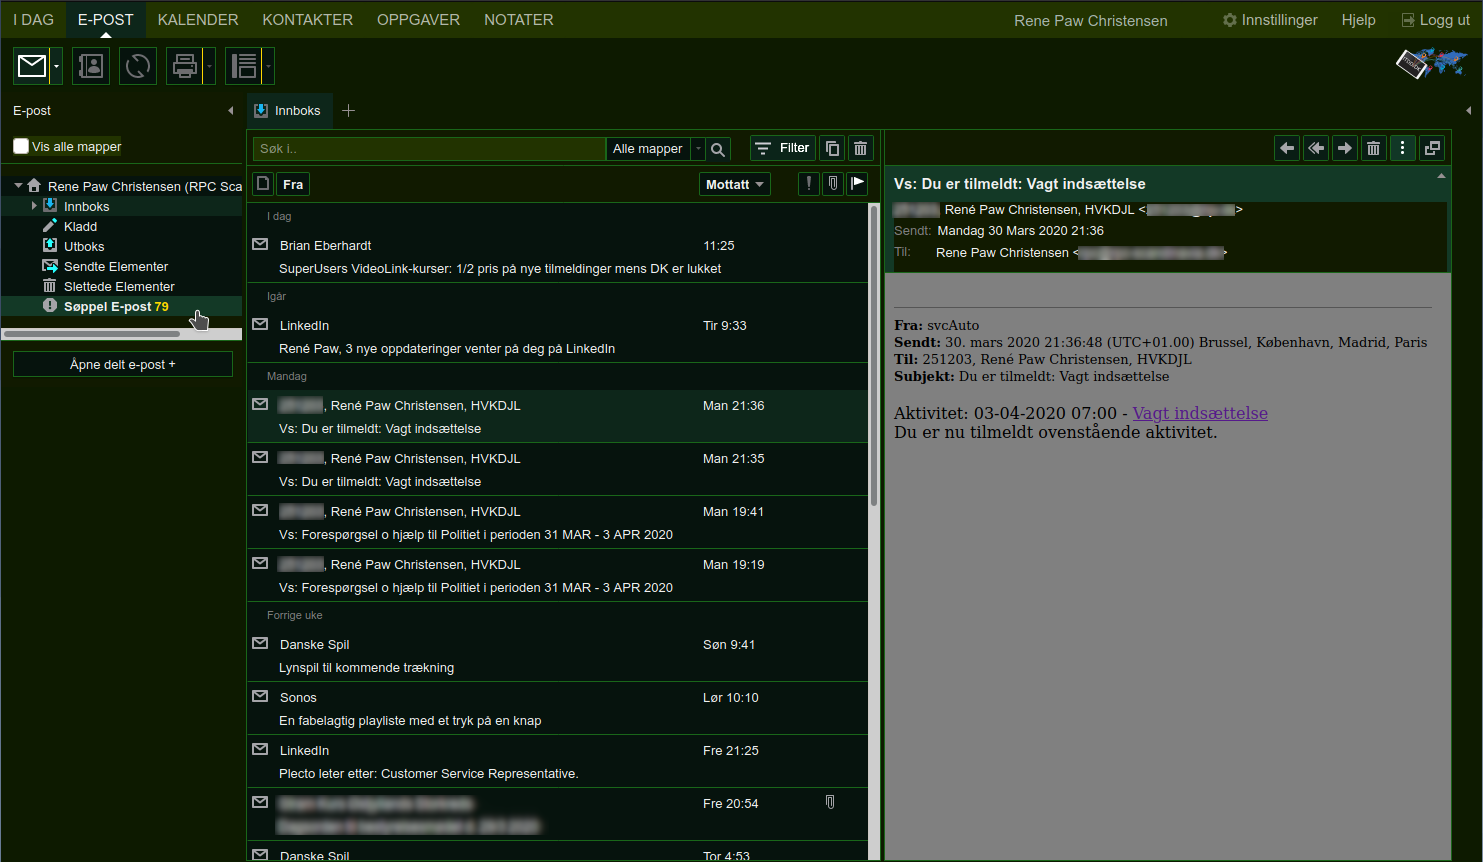 I DAG E-POST KALENDER KONTAKTER OPPGAVER NOTATER Rene Paw Christensen Innstillinger Hjelp Logg ut
E-post
Innboks
Vis alle mapper
Rene Paw Christensen (RPC Sca
Innboks
Kladd
Utboks
Sendte Elementer
Slettede Elementer
Søppel E-post 79
Åpne delt e-post +
Søk i.. Alle mapper Filter
Fra Mottatt
I dag
Brian Eberhardt 11:25
SuperUsers VideoLink-kurser: 1/2 pris på nye tilmeldinger mens DK er lukket
Igår
LinkedIn Tir 9:33
René Paw, 3 nye oppdateringer venter på deg på LinkedIn
Mandag
, René Paw Christensen, HVKDJL Man 21:36
Vs: Du er tilmeldt: Vagt indsættelse
, René Paw Christensen, HVKDJL Man 21:35
Vs: Du er tilmeldt: Vagt indsættelse
, René Paw Christensen, HVKDJL Man 19:41
Vs: Forespørgsel o hjælp til Politiet i perioden 31 MAR - 3 APR 2020
, René Paw Christensen, HVKDJL Man 19:19
Vs: Forespørgsel o hjælp til Politiet i perioden 31 MAR - 3 APR 2020
Forrige uke
Danske Spil Søn 9:41
Lynspil til kommende trækning
Sonos Lør 10:10
En fabelagtig playliste med et tryk på en knap
LinkedIn Fre 21:25
Plecto leter etter: Customer Service Representative.
Fre 20:54
Danske Spil Tor 4:53
Vs: Du er tilmeldt: Vagt indsættelse
René Paw Christensen, HVKDJL < >
Sendt: Mandag 30 Mars 2020 21:36
Til: Rene Paw Christensen < >
Fra: svcAuto
Sendt: 30. mars 2020 21:36:48 (UTC+01.00) Brussel, København, Madrid, Paris
Til: 251203, René Paw Christensen, HVKDJL
Subjekt: Du er tilmeldt: Vagt indsættelse
Aktivitet: 03-04-2020 07:00 - Vagt indsættelse
Du er nu tilmeldt ovenstående aktivitet.